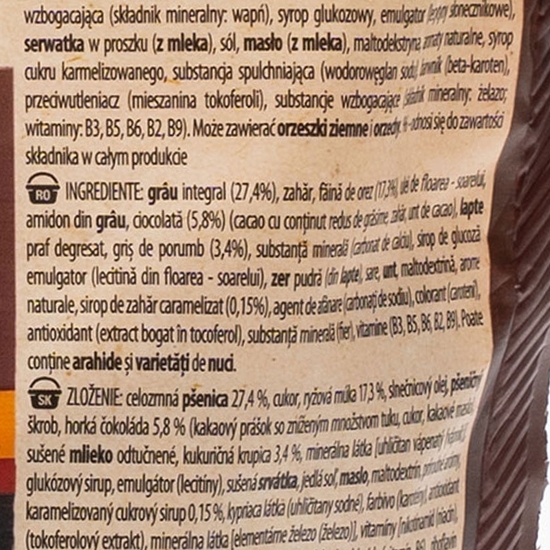 wzbogacająca (składnik mineralny: wapń), syrop glukozowy, emulgator (lecytyny słonecznikowe),
serwatka w proszku (z mleka), sól, masło (z mleka), maltodekstryna, aromaty naturalne, syrop
cukru karmelizowanego, substancja spulchniająca (wodorowęglan sodu), barwnik (beta-karoten),
przeciwutleniacz (mieszanina tokoferoli), substancje wzbogacające (składnik mineralny: żelazo;
witaminy: B3, B5, B6, B2, B9). Może zawierać orzeszki ziemne i orzechy. *-odnosi się do zawartości
składnika w całym produkcie
RO INGREDIENTE: grâu integral (27,4%), zahăr, făină de orez (17,3%), ulei de floarea - soarelui,
amidon din grâu, ciocolată (5,8%) (cacao cu conținut redus de grăsime, zahăr, unt de cacao), lapte
praf degresat, griș de porumb (3,4%), substanță minerală (carbonat de calciu), sirop de glucoză
emulgator (lecitină din floarea - soarelui), zer pudră (din lapte), sare, unt, maltodextrină, arome
naturale, sirop de zahăr caramelizat (0,15%), agent de afânare (carbonați de sodiu), colorant (caroteni),
antioxidant (extract bogat în tocoferol), substanță minerală (fier), vitamine (B3, B5, B6, B2, B9). Poate
conține arahide și varietăți de nuci.
SK ZLOŽENIE: celozrnná pšenica 27,4 %, cukor, ryžová múka 17,3 %, slnečnicový olej, pšeničný
škrob, horká čokoláda 5,8 % (kakaový prášok so zníženým množstvom tuku, cukor, kakaové maslo),
sušené mlieko odtučnené, kukuričná krupica 3,4 %, minerálna látka [uhličitan vápenatý (vápnik)],
glukózový sirup, emulgátor (lecitíny), sušená srvátka, jedlá soľ, maslo, maltodextrín, prírodné arómy,
karamelizovaný cukrový sirup 0,15 %, kypriaca látka (uhličitany sodné), farbivo (karotény), antioxidant
(tokoferolový extrakt), minerálna látka [elementárne železo (železo)], vitamíny [nikotínamid (niacín),